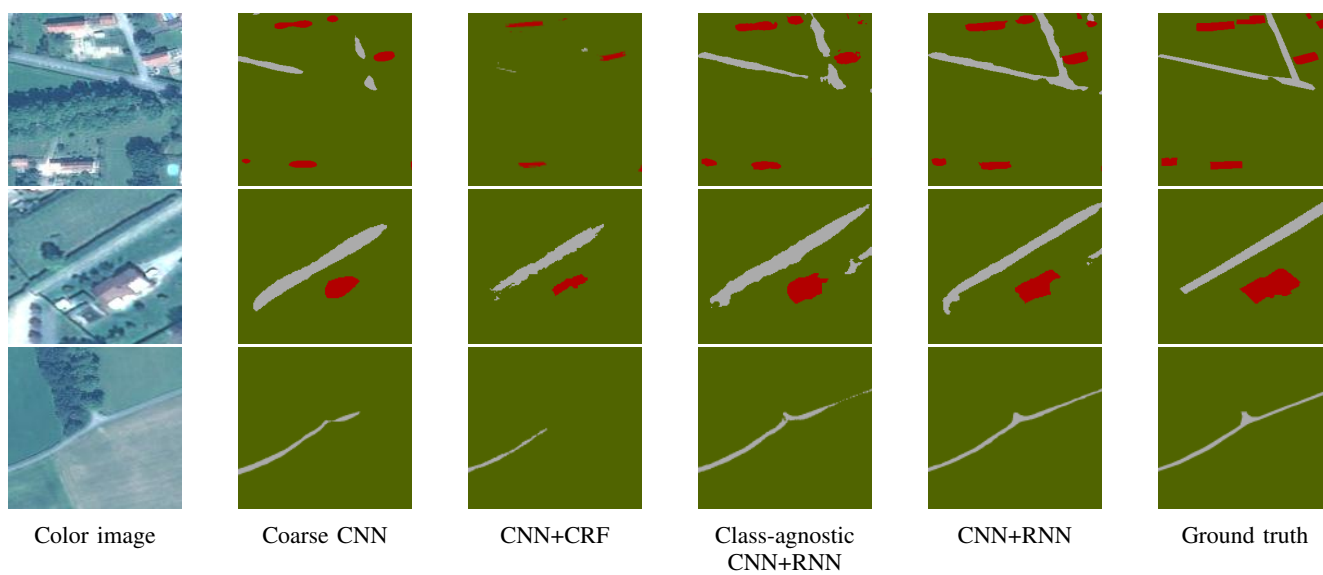 Color image
Coarse CNN
CNN+CRF
Class-agnostic
CNN+RNN
CNN+RNN
Ground truth